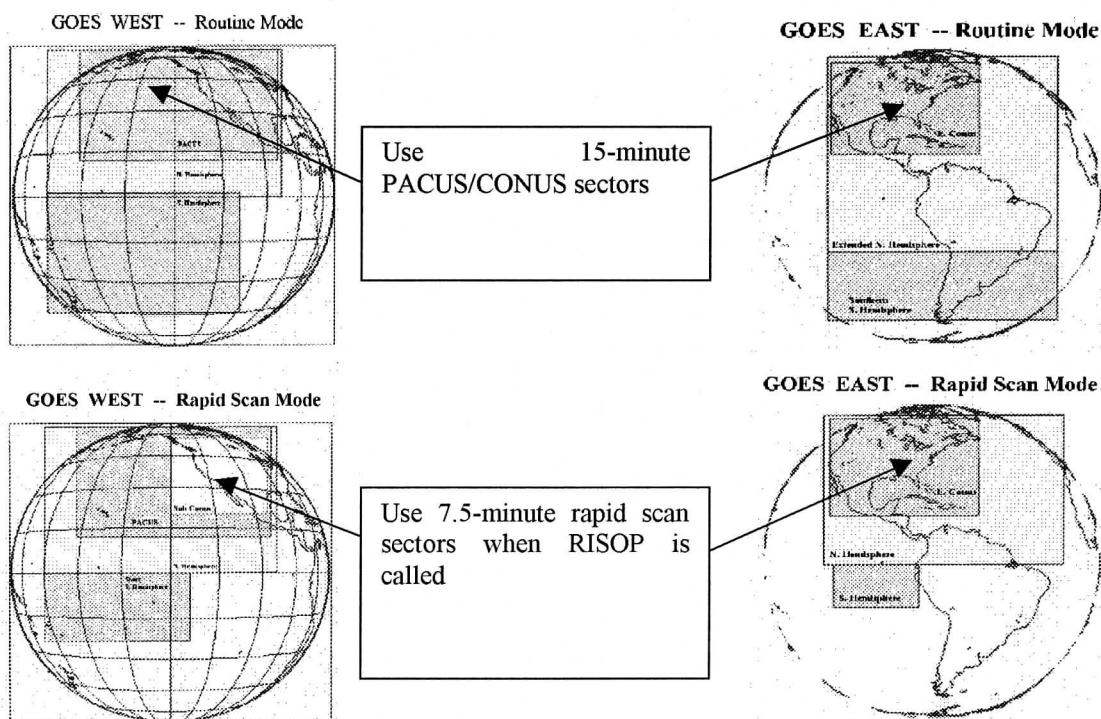 GOES WEST -- Routine Mode
GOES EAST -- Routine Mode
PACUS
N. Hemisphere
S. Hemisphere
Use 15-minute
PACUS/CONUS sectors
E. Conus
Extended N. Hemisphere
Southern
S. Hemisphere
GOES WEST -- Rapid Scan Mode
GOES EAST -- Rapid Scan Mode
Sub Conus
PACUS
N. Hemisphere
S. Hemisphere
Use 7.5-minute rapid scan
sectors when RISOP is
called
E. Conus
N. Hemisphere
S. Hemisphere